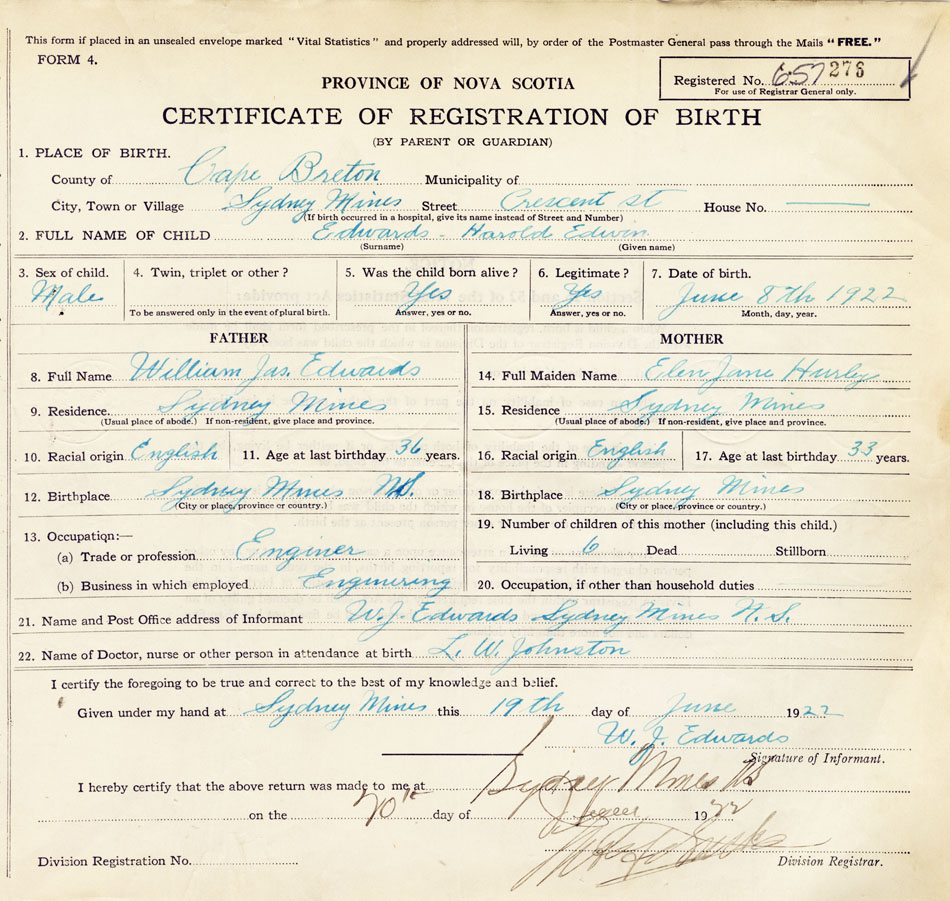 This form if placed in an unsealed envelope marked "Vital Statistics" and properly addressed will, by order of the Postmaster General pass through the Mails "FREE."
FORM 4.
Registered No. 657 276
For use of Registrar General only.
PROVINCE OF NOVA SCOTIA
CERTIFICATE OF REGISTRATION OF BIRTH
(BY PARENT OR GUARDIAN)
1. PLACE OF BIRTH.
County of Cape Breton Municipality of
City, Town or Village Sydney Mines Street Crescent st House No.
(If birth occurred in a hospital, give its name instead of Street and Number)
2. FULL NAME OF CHILD Edwards - Harold Edwin
(Surname) (Given name)
3. Sex of child. 4. Twin, triplet or other? 5. Was the child born alive? 6. Legitimate? 7. Date of birth.
Male Yes Yes June 8th 1922
To be answered only in the event of plural birth. Answer, yes or no. Answer, yes or no. Month, day, year.
FATHER
8. Full Name William Jas. Edwards
9. Residence Sydney Mines
(Usual place of abode.) If non-resident, give place and province.
10. Racial origin English 11. Age at last birthday 36 years.
12. Birthplace Sydney Mines N.S.
(City or place, province or country.)
13. Occupation:—
(a) Trade or profession Enginer
(b) Business in which employed Enginering
MOTHER
14. Full Maiden Name Elen Jane Hurley
15. Residence Sydney Mines
(Usual place of abode.) If non-resident, give place and province.
16. Racial origin English 17. Age at last birthday 33 years.
18. Birthplace Sydney Mines
(City or place, province or country.)
19. Number of children of this mother (including this child.)
Living 6 Dead Stillborn
20. Occupation, if other than household duties
21. Name and Post Office address of Informant W. J. Edwards Sydney Mines N. S.
22. Name of Doctor, nurse or other person in attendance at birth L. W. Johnston
I certify the foregoing to be true and correct to the best of my knowledge and belief.
Given under my hand at Sydney Mines this 19th day of June 1922
W. J. Edwards
Signature of Informant.
I hereby certify that the above return was made to me at Sydney Mines NS
on the 20th day of June 1922
Division Registration No. Division Registrar.